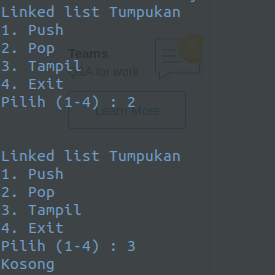 Linked list Tumpukan
1. Push
2. Pop
3. Tampil
4. Exit
Pilih (1-4) : 2
Teams
Q&A for work
Learn More
Linked list Tumpukan
1. Push
2. Pop
3. Tampil
4. Exit
Pilih (1-4) : 3
Kosong